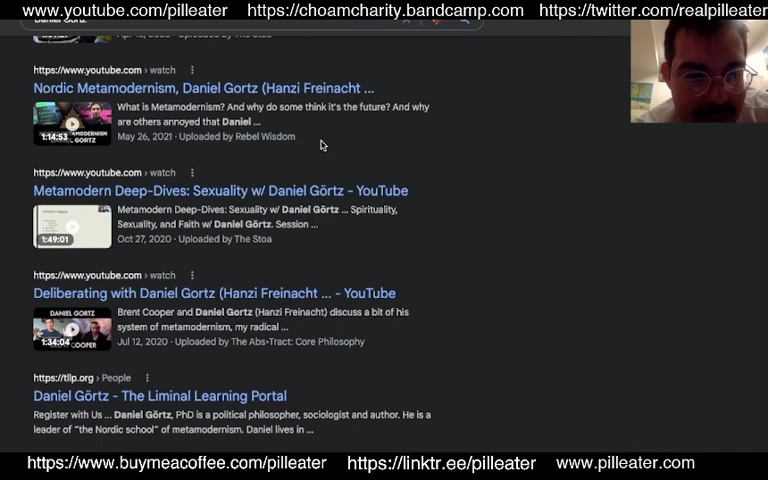 www.youtube.com/pilleater https://choamcharity.bandcamp.com https://twitter.com/realpilleater
Daniel Görtz
Uploaded by The Stoa
https://www.youtube.com › watch
Nordic Metamodernism, Daniel Gortz (Hanzi Freinacht ...
What is Metamodernism? And why do some think it's the future? And why
are others annoyed that Daniel ...
1:14:53
May 26, 2021 · Uploaded by Rebel Wisdom
https://www.youtube.com › watch
Metamodern Deep-Dives: Sexuality w/ Daniel Görtz - YouTube
Metamodern Deep-Dives: Sexuality w/ Daniel Görtz ... Spirituality,
Sexuality, and Faith w/ Daniel Görtz. Session ...
1:49:01
Oct 27, 2020 · Uploaded by The Stoa
https://www.youtube.com › watch
Deliberating with Daniel Gortz (Hanzi Freinacht ... - YouTube
DANIEL GORTZ
Brent Cooper and Daniel Gortz (Hanzi Freinacht) discuss a bit of his
system of metamodernism, my radical ...
1:34:04
COOPER
Jul 12, 2020 · Uploaded by The Abs•Tract: Core Philosophy
https://tllp.org › People
Daniel Görtz - The Liminal Learning Portal
Register with Us ... Daniel Görtz, PhD is a political philosopher, sociologist and author. He is a
leader of “the Nordic school” of metamodernism. Daniel lives in ...
https://www.buymeacoffee.com/pilleater https://linktr.ee/pilleater www.pilleater.com